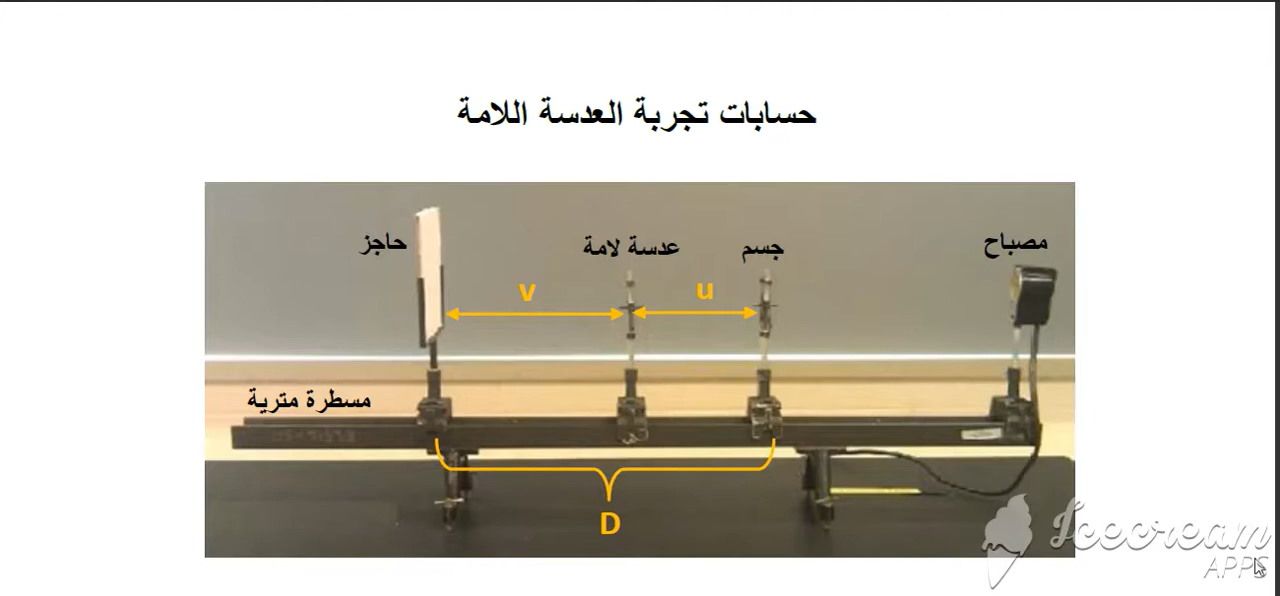 حسابات تجربة العدسة اللامة
مصباح
جسم
عدسة لامة
حاجز
u
v
مسطرة مترية
D
Icecream
APPS